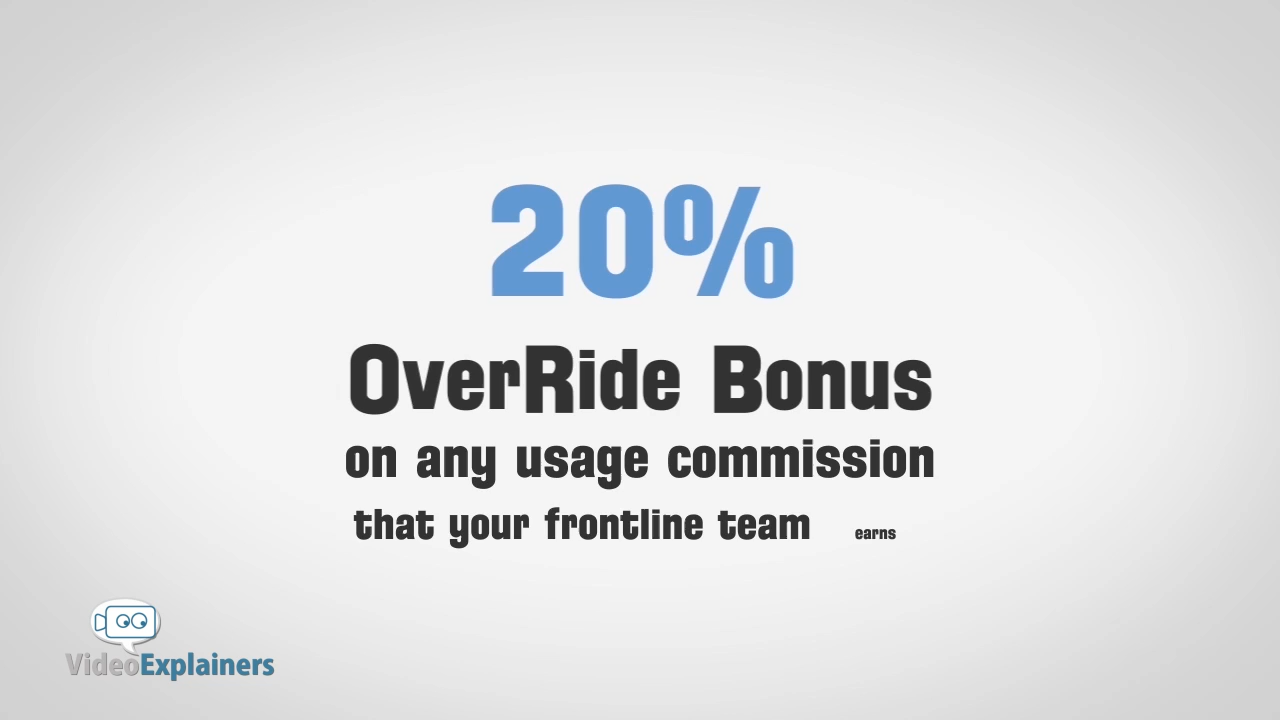 20%
OverRide Bonus
on any usage commission
that your frontline team earns
VideoExplainers